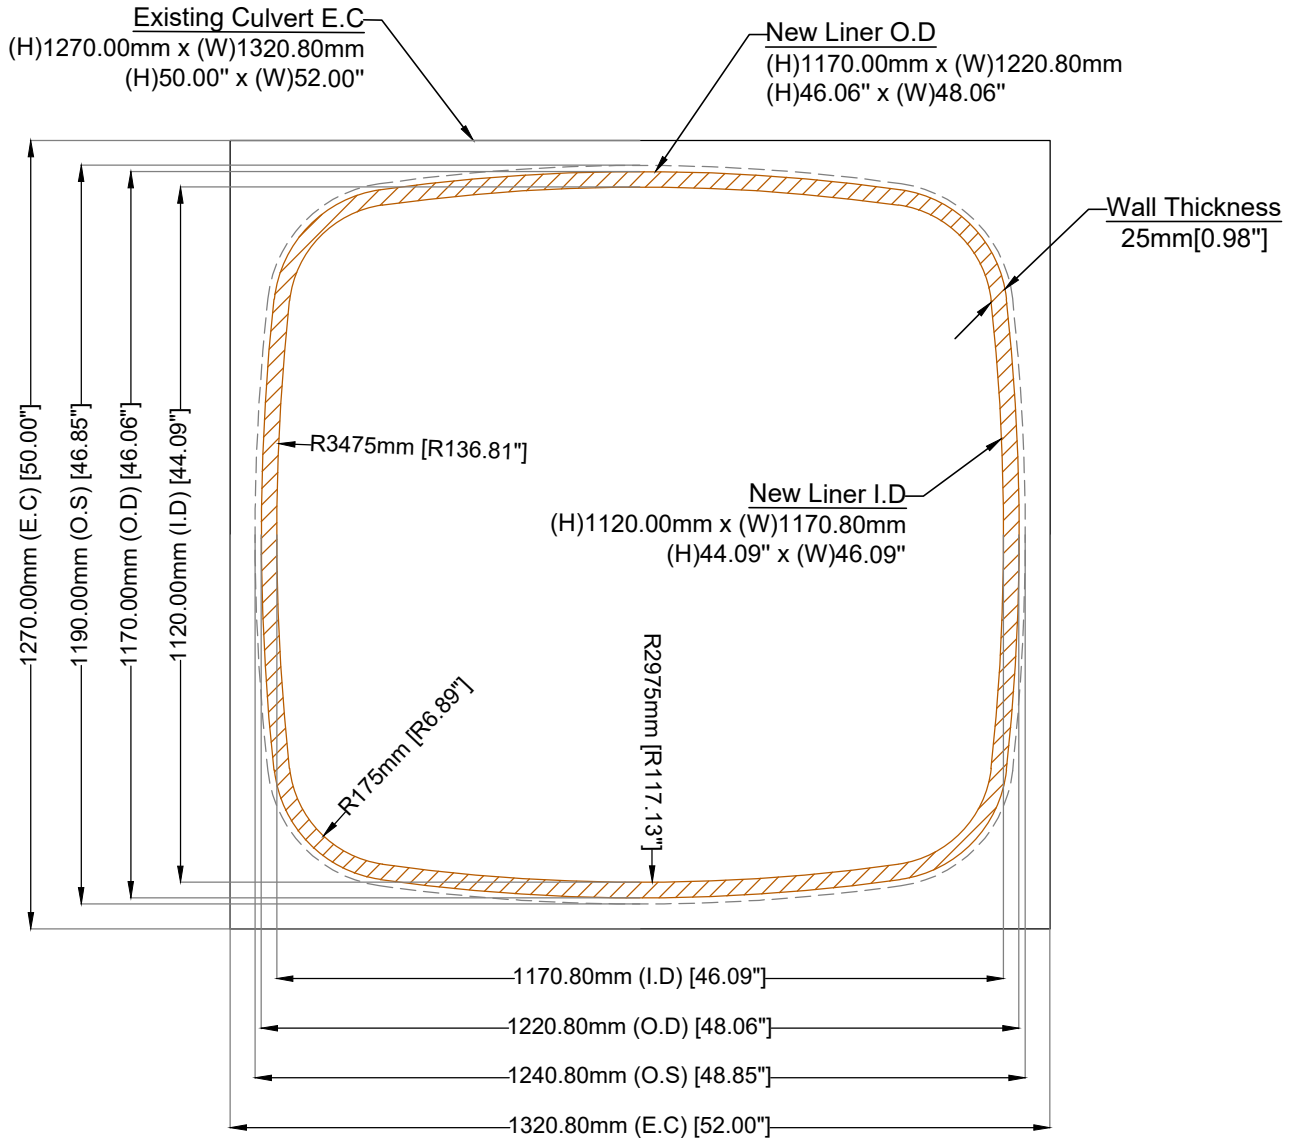 Existing Culvert E.C
(H)1270.00mm x (W)1320.80mm
(H)50.00" x (W)52.00"
New Liner O.D
(H)1170.00mm x (W)1220.80mm
(H)46.06" x (W)48.06"
Wall Thickness
25mm[0.98"]
1270.00mm (E.C) [50.00"]
1190.00mm (O.S) [46.85"]
1170.00mm (O.D) [46.06"]
1120.00mm (I.D) [44.09"]
R3475mm [R136.81"]
New Liner I.D
(H)1120.00mm x (W)1170.80mm
(H)44.09" x (W)46.09"
R2975mm [R117.13"]
R175mm [R6.89"]
1170.80mm (I.D) [46.09"]
1220.80mm (O.D) [48.06"]
1240.80mm (O.S) [48.85"]
1320.80mm (E.C) [52.00"]